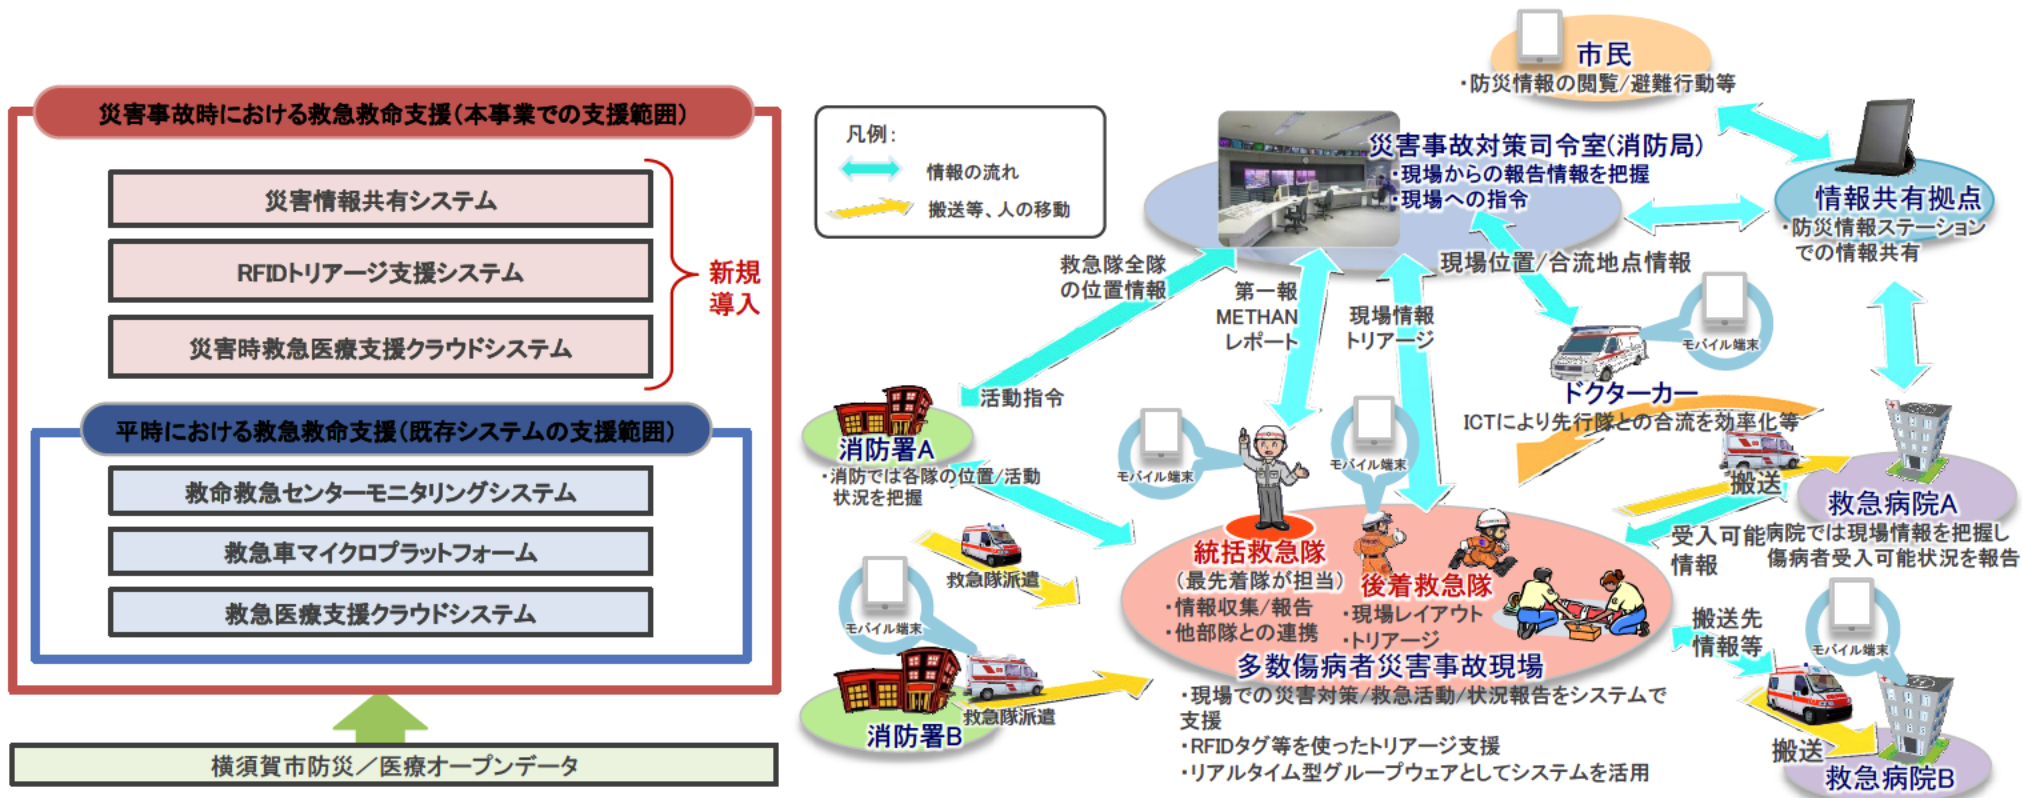 災害事故時における救急救命支援(本事業での支援範囲)
災害情報共有システム
RFIDトリアージ支援システム
災害時救急医療支援クラウドシステム
新規
導入
平時における救急救命支援(既存システムの支援範囲)
救命救急センターモニタリングシステム
救急車マイクロプラットフォーム
救急医療支援クラウドシステム
横須賀市防災／医療オープンデータ
凡例：
情報の流れ
搬送等、人の移動
市民
・防災情報の閲覧/避難行動等
災害事故対策司令室(消防局)
・現場からの報告情報を把握
・現場への指令
情報共有拠点
・防災情報ステーション
での情報共有
救急隊全隊
の位置情報
第一報
METHAN
レポート
現場情報
トリアージ
現場位置/合流地点情報
モバイル端末
ドクターカー
ICTにより先行隊との合流を効率化等
活動指令
消防署A
・消防では各隊の位置/活動
状況を把握
モバイル端末
モバイル端末
搬送
救急病院A
病院では現場情報を把握し
傷病者受入可能状況を報告
受入可能
情報
救急隊派遣
モバイル端末
統括救急隊
(最先着隊が担当)
・情報収集/報告
・他部隊との連携
後着救急隊
・現場レイアウト
・トリアージ
多数傷病者災害事故現場
・現場での災害対策/救急活動/状況報告をシステムで
支援
・RFIDタグ等を使ったトリアージ支援
・リアルタイム型グループウェアとしてシステムを活用
搬送先
情報等
モバイル端末
救急隊派遣
消防署B
搬送
救急病院B